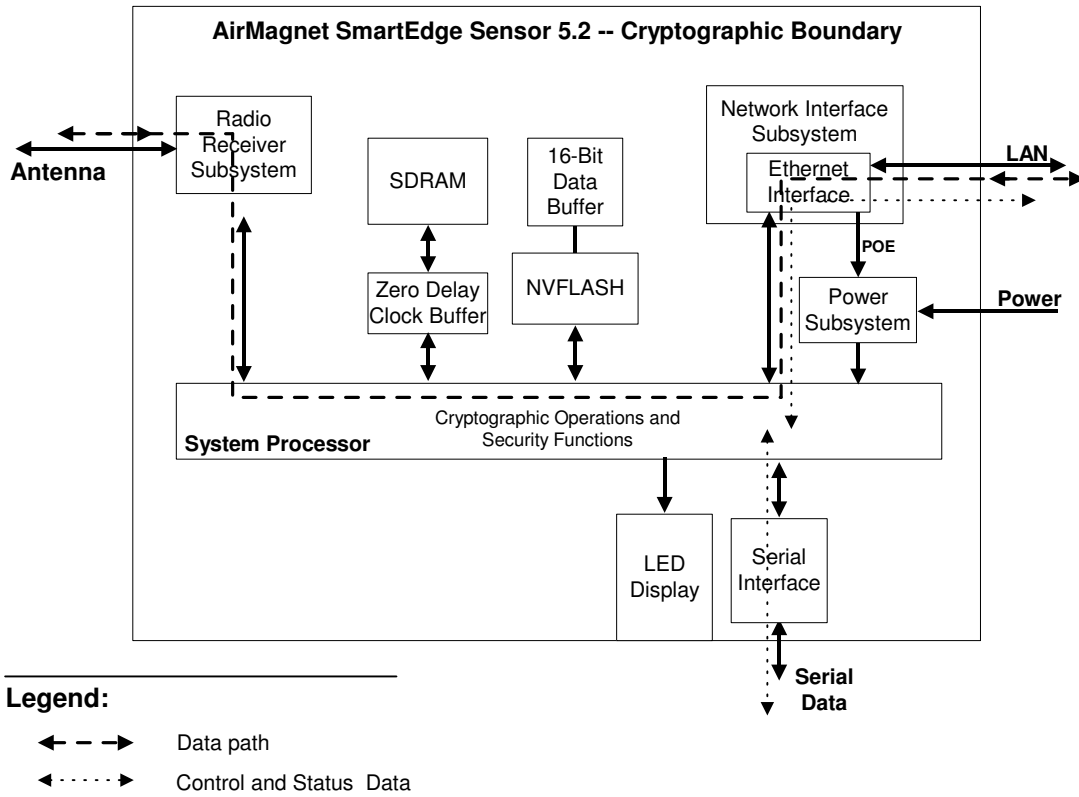 AirMagnet SmartEdge Sensor 5.2 -- Cryptographic Boundary
Radio
Receiver
Subsystem
Antenna
SDRAM
16-Bit
Data
Buffer
Network Interface
Subsystem
Ethernet
Interface
LAN
POE
Zero Delay
Clock Buffer
NVFLASH
Power
Subsystem
Power
Cryptographic Operations and
Security Functions
System Processor
LED
Display
Serial
Interface
Serial
Data
Legend:
Data path
Control and Status Data